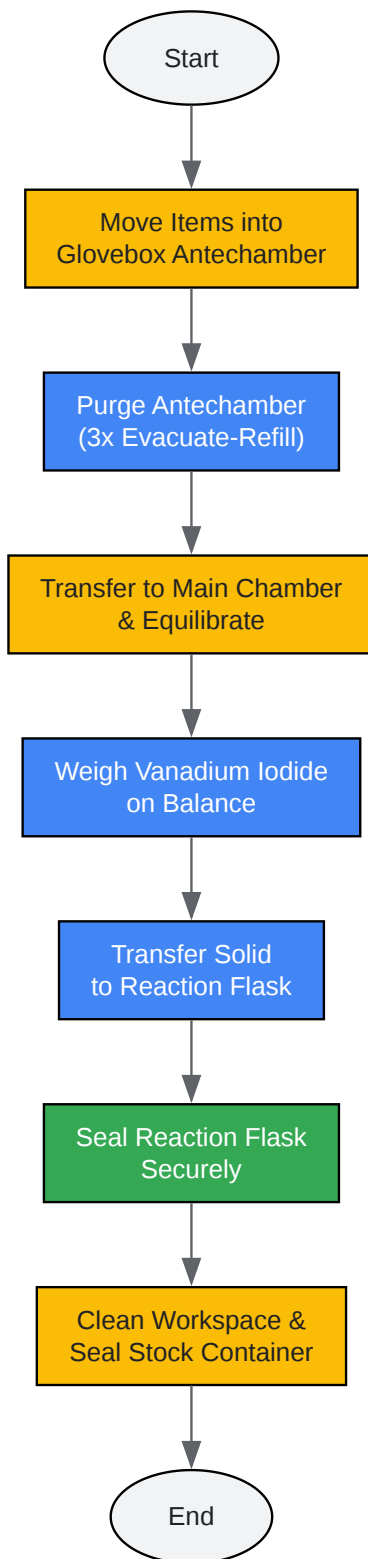 Start
Move Items into
Glovebox Antechamber
Purge Antechamber
(3x Evacuate-Refill)
Transfer to Main Chamber
& Equilibrate
Weigh Vanadium Iodide
on Balance
Transfer Solid
to Reaction Flask
Seal Reaction Flask
Securely
Clean Workspace &
Seal Stock Container
End